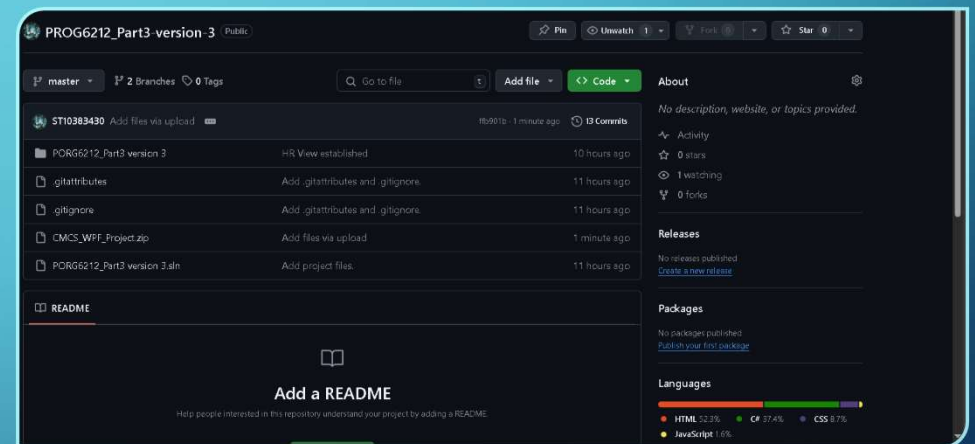 PROG6212_Part3-version-3 Public
Pin
Unwatch 1
Fork 0
Star 0
master
2 Branches
0 Tags
Go to file
t
Add file
Code
ST10383430 Add files via upload
ffb901b · 1 minute ago
13 Commits
PORG6212_Part3 version 3 HR View established 10 hours ago
.gitattributes Add .gitattributes and .gitignore. 11 hours ago
.gitignore Add .gitattributes and .gitignore. 11 hours ago
CMCS_WPF_Project.zip Add files via upload 1 minute ago
PORG6212_Part3 version 3.sln Add project files. 11 hours ago
README
Add a README
Help people interested in this repository understand your project by adding a README.
About
No description, website, or topics provided.
Activity
0 stars
1 watching
0 forks
Releases
No releases published
Create a new release
Packages
No packages published
Publish your first package
Languages
HTML 52.3% C# 37.4% CSS 8.7%
JavaScript 1.6%